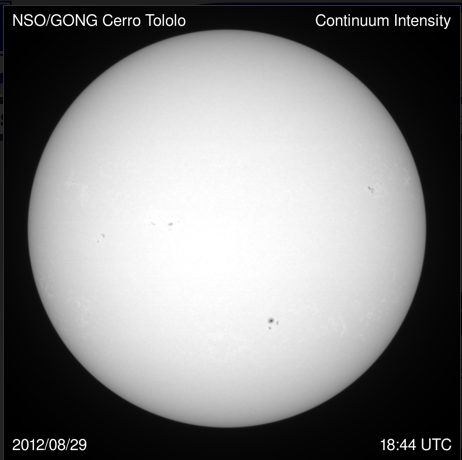 NSO/GONG Cerro Tololo
Continuum Intensity
2012/08/29
18:44 UTC